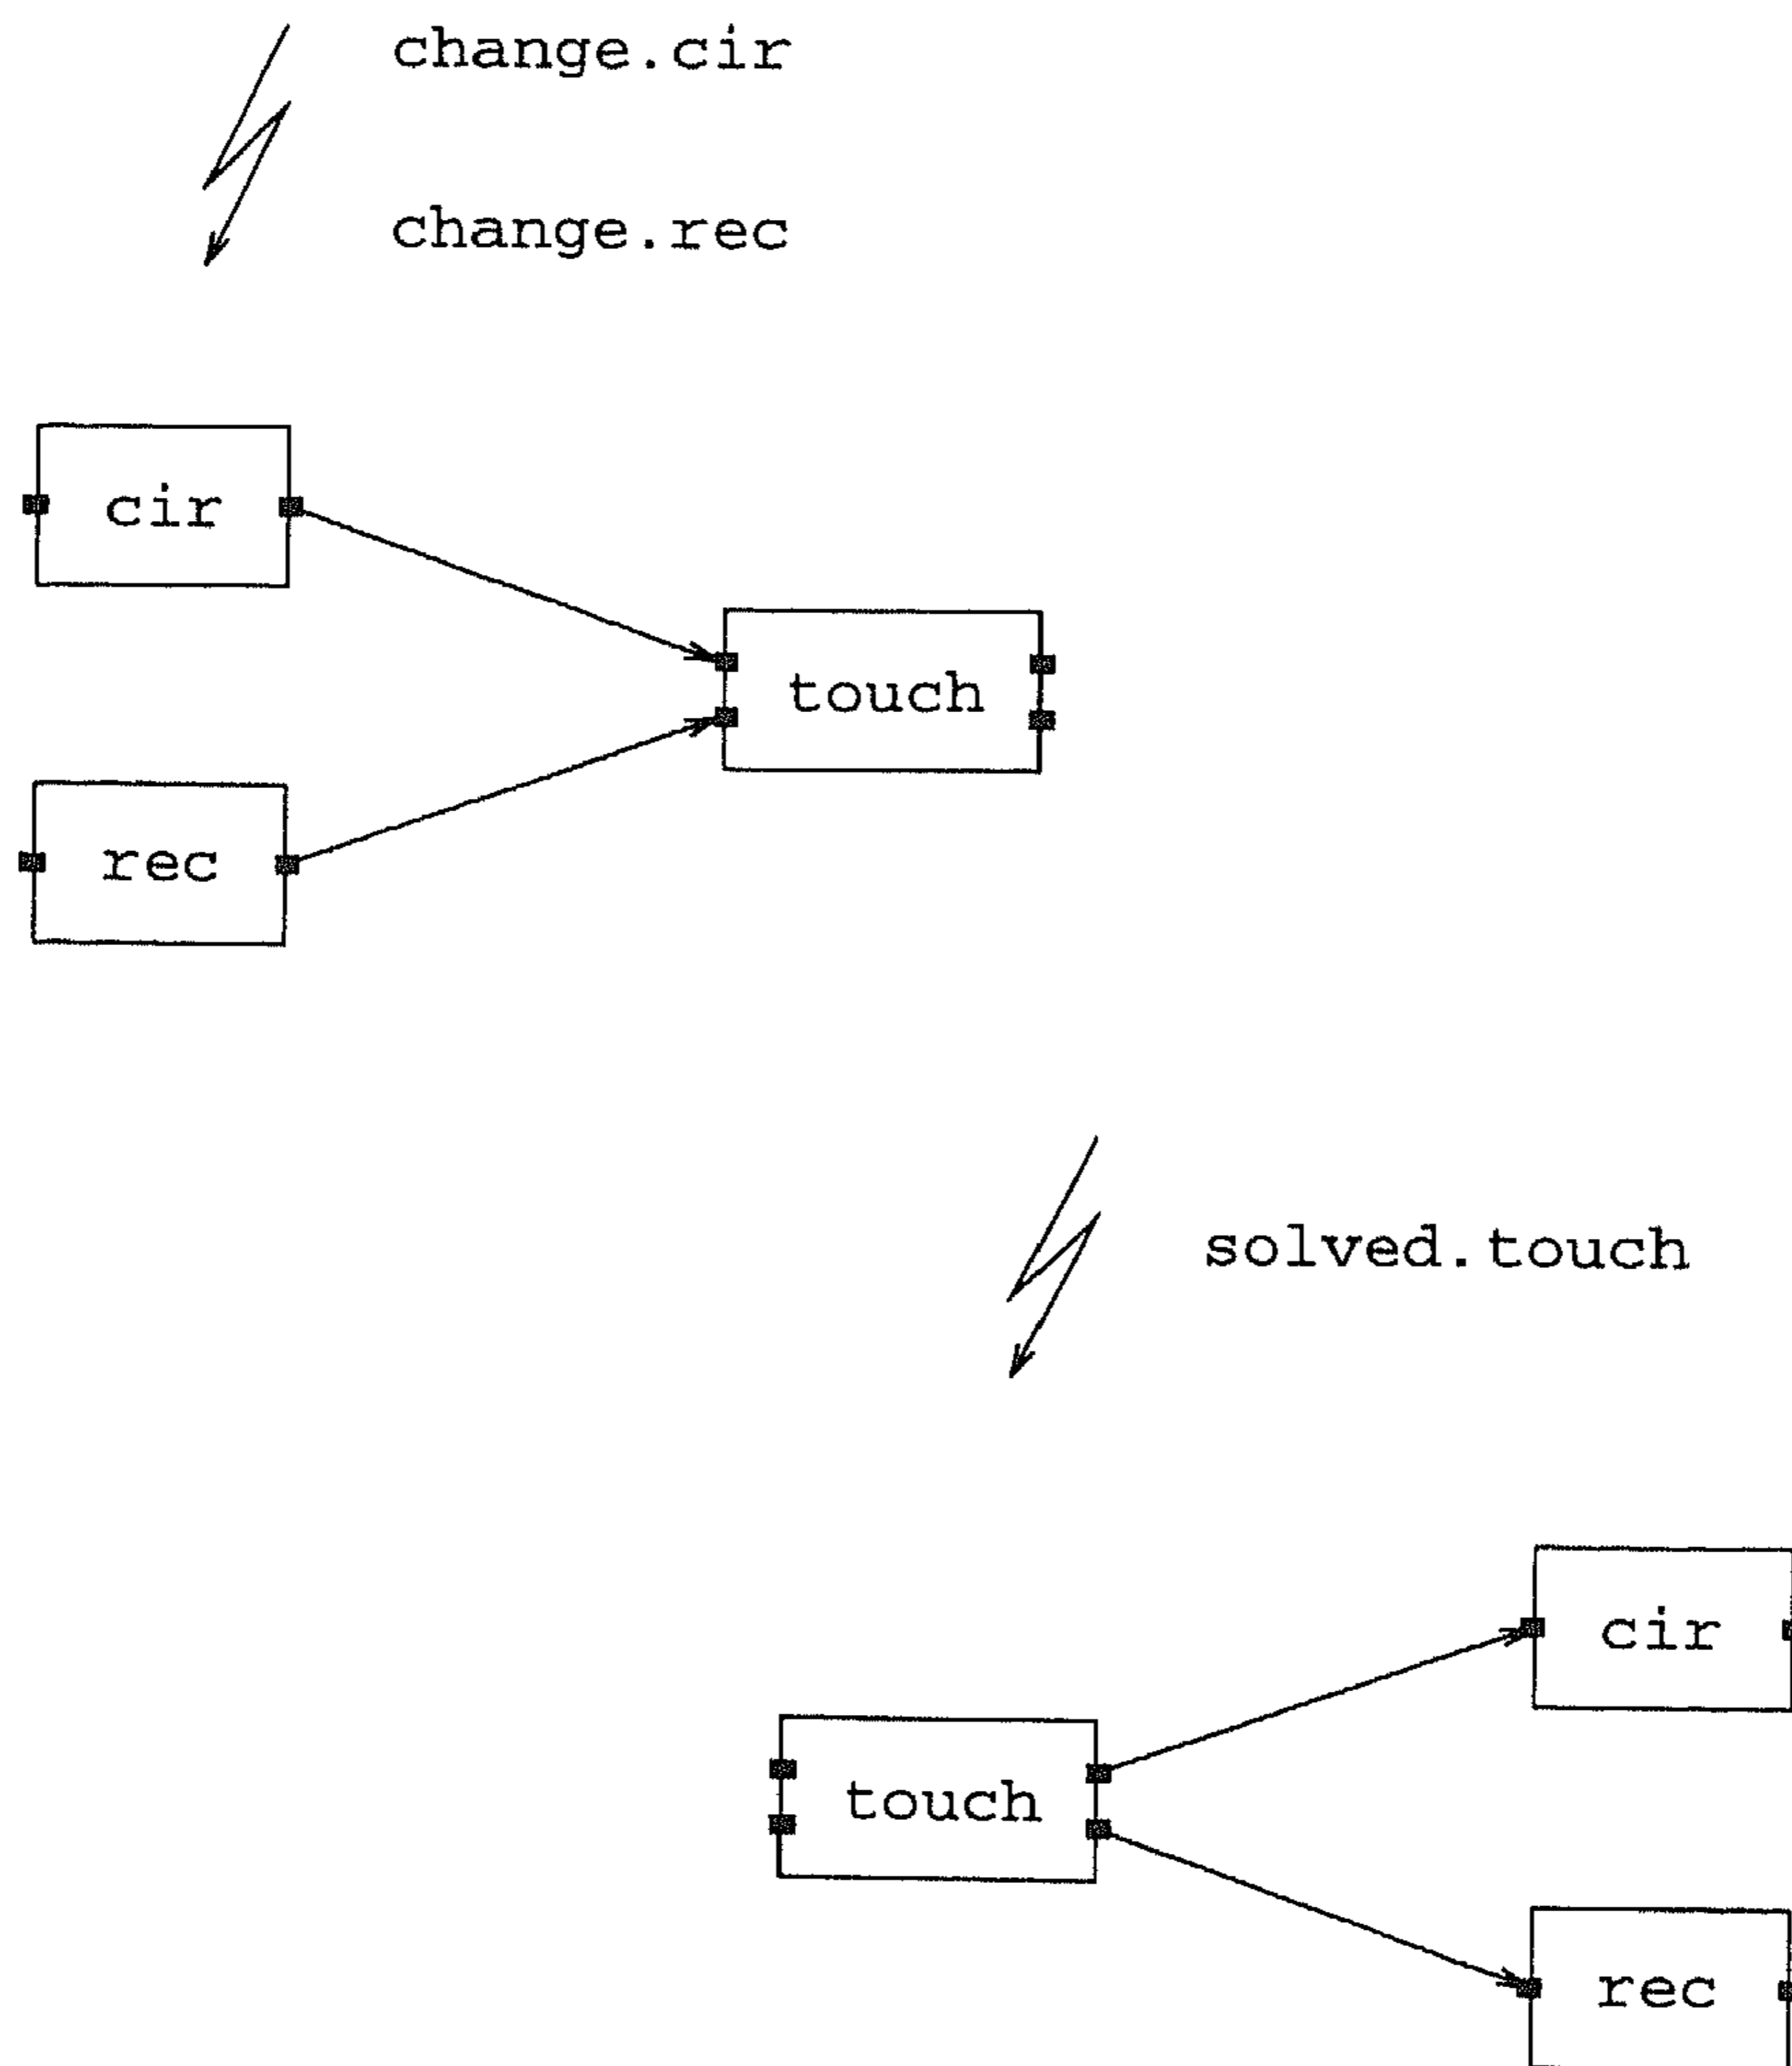 change.cir
change.rec
cir
touch
rec
solved.touch
cir
touch
rec